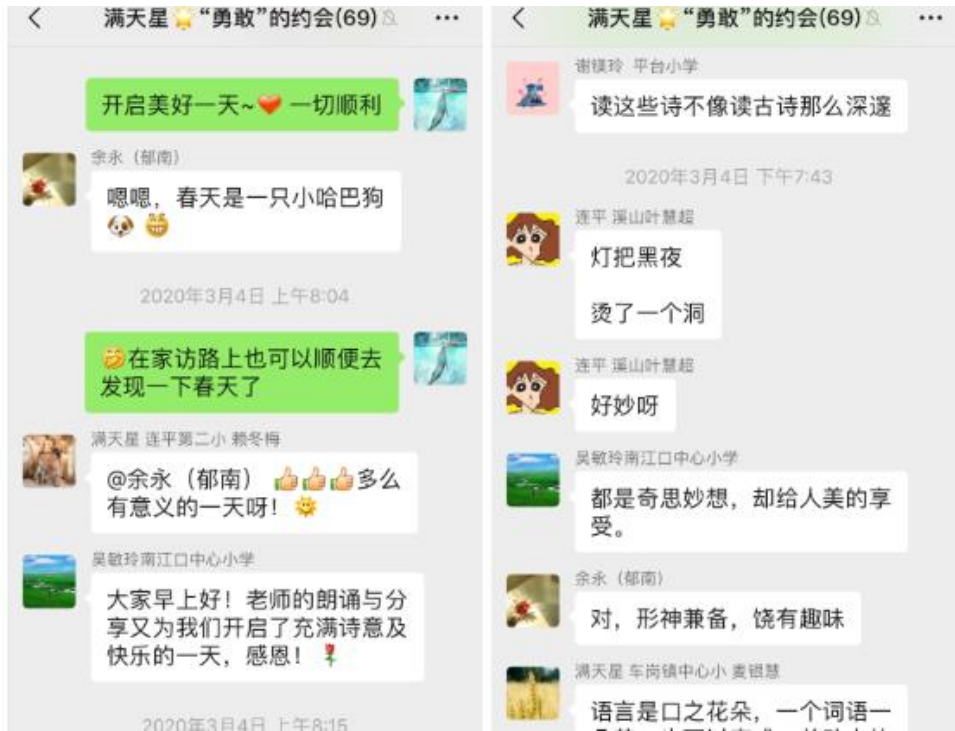 满天星🌟“勇敢”的约会(69)
开启美好一天~❤️ 一切顺利
余永（郁南）
嗯嗯，春天是一只小哈巴狗
🐶 😁
2020年3月4日 上午8:04
🤭在家访路上也可以顺便去
发现一下春天了
满天星 连平第二小 赖冬梅
@余永（郁南）👍👍👍多么
有意义的一天呀！🌞
吴敏玲南江口中心小学
大家早上好！老师的朗诵与分
享又为我们开启了充满诗意及
快乐的一天，感恩！🌹
2020年3月4日 上午8:15
满天星🌟“勇敢”的约会(69)
谢镁玲 平台小学
读这些诗不像读古诗那么深邃
2020年3月4日 下午7:43
连平 溪山叶慧超
灯把黑夜
烫了一个洞
连平 溪山叶慧超
好妙呀
吴敏玲南江口中心小学
都是奇思妙想，却给人美的享
受。
余永（郁南）
对，形神兼备，饶有趣味
满天星 车岗镇中心小 麦银慧
语言是口之花朵，一个词语一